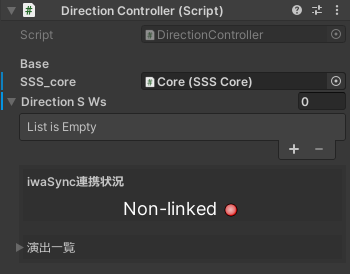 Direction Controller (Script)
Script
DirectionController
Base
SSS_core
Core (SSS Core)
Direction S Ws
0
List is Empty
iwaSync連携状況
Non-linked
演出一覧